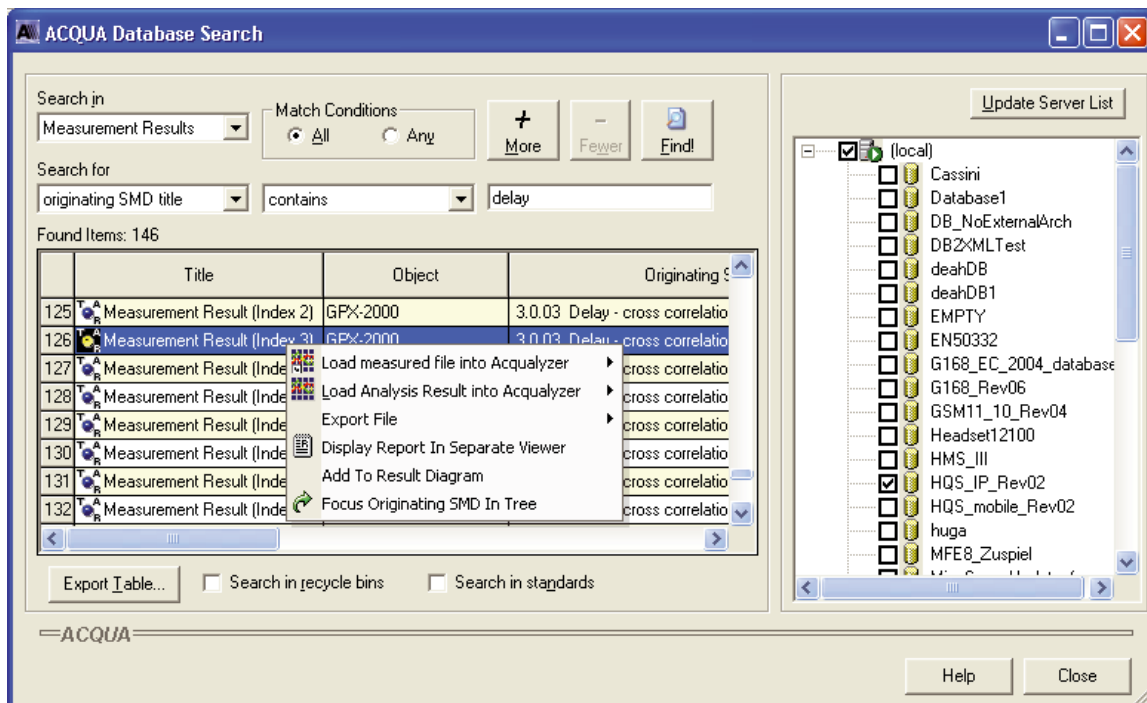 ACQUA Database Search
Search in
Measurement Results
Match Conditions
All
Any
More
Fewer
Find!
Search for
originating SMD title
contains
delay
Found Items: 146
Title Object Originating
125 Measurement Result (Index 2) GPX-2000 3.0.03 Delay - cross correlatio
126 Measurement Result (Index 3) GPX-2000 3.0.03 Delay - cross correlatio
127 Measurement Result (Inde cross correlatio
128 Measurement Result (Inde cross correlatio
129 Measurement Result (Inde cross correlatio
130 Measurement Result (Inde cross correlatio
131 Measurement Result (Inde cross correlatio
132 Measurement Result (Inde cross correlatio
Load measured file into Acqualyzer
Load Analysis Result into Acqualyzer
Export File
Display Report In Separate Viewer
Add To Result Diagram
Focus Originating SMD In Tree
Export Table...
Search in recycle bins
Search in standards
Update Server List
(local)
Cassini
Database1
DB_NoExternalArch
DB2XMLTest
deahDB
deahDB1
EMPTY
EN50332
G168_EC_2004_database
G168_Rev06
GSM11_10_Rev04
Headset12100
HMS_III
HQS_IP_Rev02
HQS_mobile_Rev02
huga
MFE8_Zuspiel
ACQUA
Help
Close